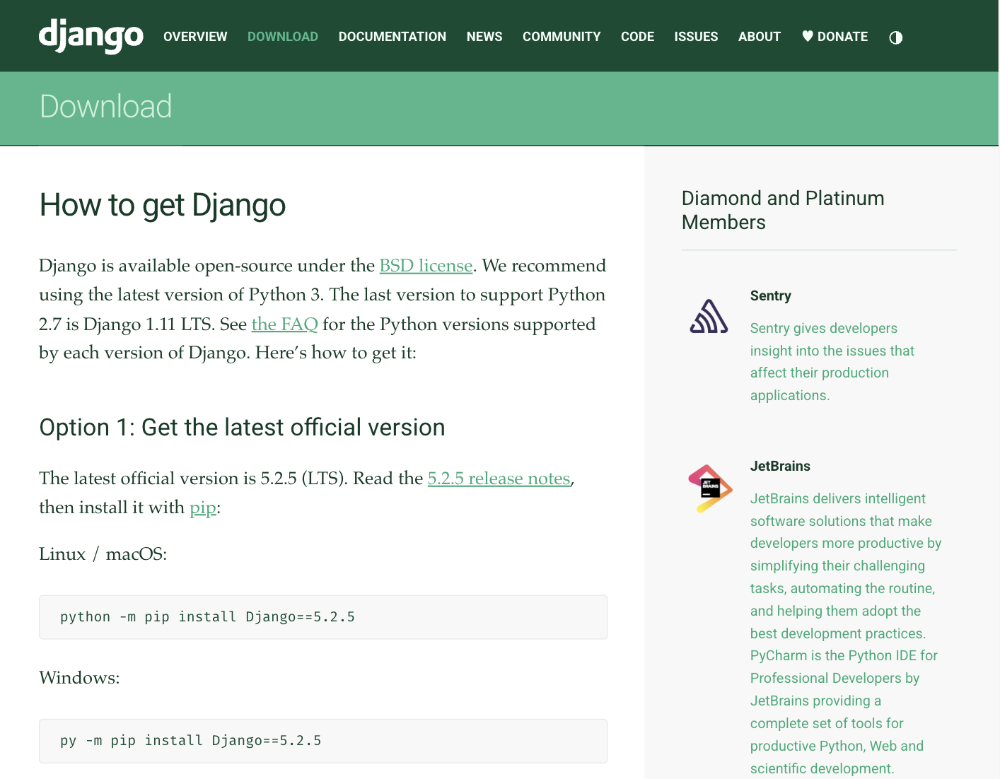 django OVERVIEW DOWNLOAD DOCUMENTATION NEWS COMMUNITY CODE ISSUES ABOUT ♥ DONATE
Download
How to get Django
Django is available open-source under the BSD license. We recommend
using the latest version of Python 3. The last version to support Python
2.7 is Django 1.11 LTS. See the FAQ for the Python versions supported
by each version of Django. Here’s how to get it:
Option 1: Get the latest official version
The latest official version is 5.2.5 (LTS). Read the 5.2.5 release notes,
then install it with pip:
Linux / macOS:
python -m pip install Django==5.2.5
Windows:
py -m pip install Django==5.2.5
Diamond and Platinum
Members
Sentry
Sentry gives developers
insight into the issues that
affect their production
applications.
JET
BRAINS
JetBrains
JetBrains delivers intelligent
software solutions that make
developers more productive by
simplifying their challenging
tasks, automating the routine,
and helping them adopt the
best development practices.
PyCharm is the Python IDE for
Professional Developers by
JetBrains providing a
complete set of tools for
productive Python, Web and
scientific development.